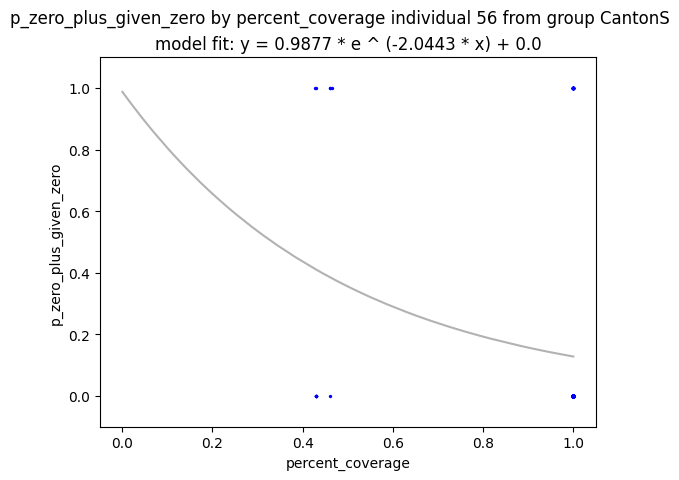 p_zero_plus_given_zero by percent_coverage individual 56 from group CantonS
model fit: y = 0.9877 * e ^ (-2.0443 * x) + 0.0
p_zero_plus_given_zero
1.0
0.8
0.6
0.4
0.2
0.0
0.0 0.2 0.4 0.6 0.8 1.0
percent_coverage